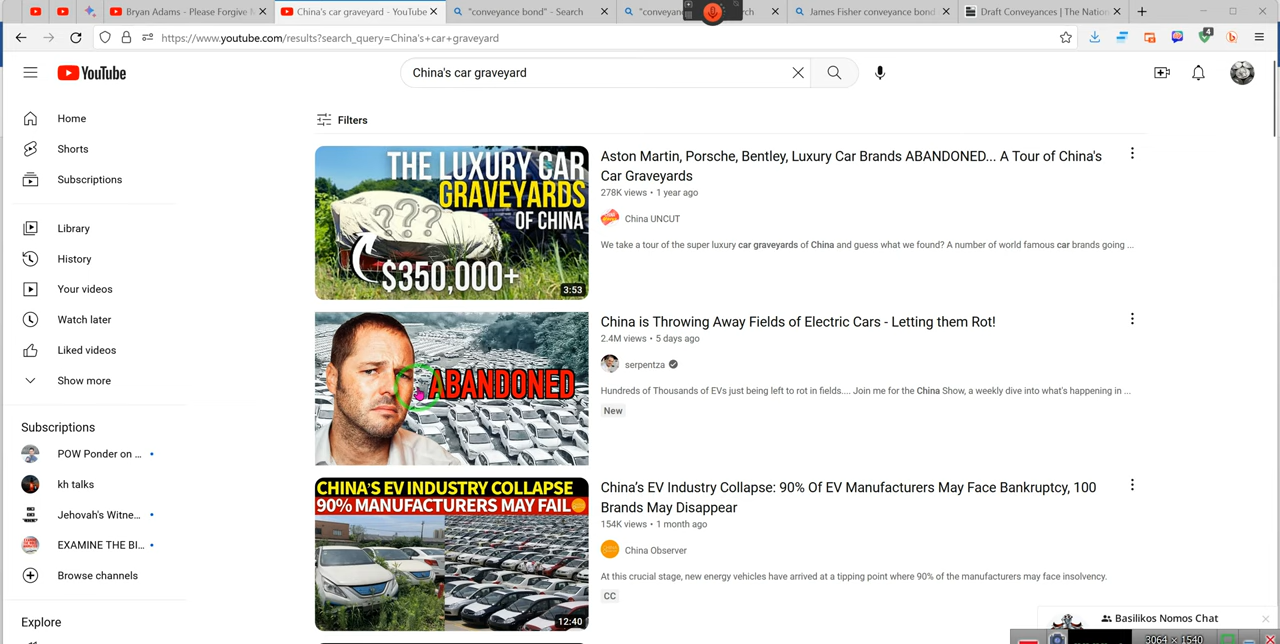 Bryan Adams - Please Forgive
China's car graveyard - YouTube
"conveyance bond" - Search
"conveyanc
James Fisher conveyance bond
Draft Conveyances | The Nation
https://www.youtube.com/results?search_query=China's+car+graveyard
4
YouTube
China's car graveyard
Home
Shorts
Subscriptions
Library
History
Your videos
Watch later
Liked videos
Show more
Subscriptions
POW Ponder on ...
kh talks
Jehovah's Witne...
EXAMINE THE BI...
Browse channels
Explore
Filters
THE LUXURY CAR
GRAVEYARDS
OF CHINA
???
$350,000+
3:53
Aston Martin, Porsche, Bentley, Luxury Car Brands ABANDONED... A Tour of China's
Car Graveyards
278K views • 1 year ago
China UNCUT
We take a tour of the super luxury car graveyards of China and guess what we found? A number of world famous car brands going ...
ABANDONED
China is Throwing Away Fields of Electric Cars - Letting them Rot!
2.4M views • 5 days ago
serpentza
Hundreds of Thousands of EVs just being left to rot in fields.... Join me for the China Show, a weekly dive into what's happening in ...
New
CHINA'S EV INDUSTRY COLLAPSE
90% MANUFACTURERS MAY FAIL
12:40
China's EV Industry Collapse: 90% Of EV Manufacturers May Face Bankruptcy, 100
Brands May Disappear
154K views • 1 month ago
China Observer
At this crucial stage, new energy vehicles have arrived at a tipping point where 90% of the manufacturers may face insolvency.
CC
Basilikos Nomos Chat
3064 × 1540